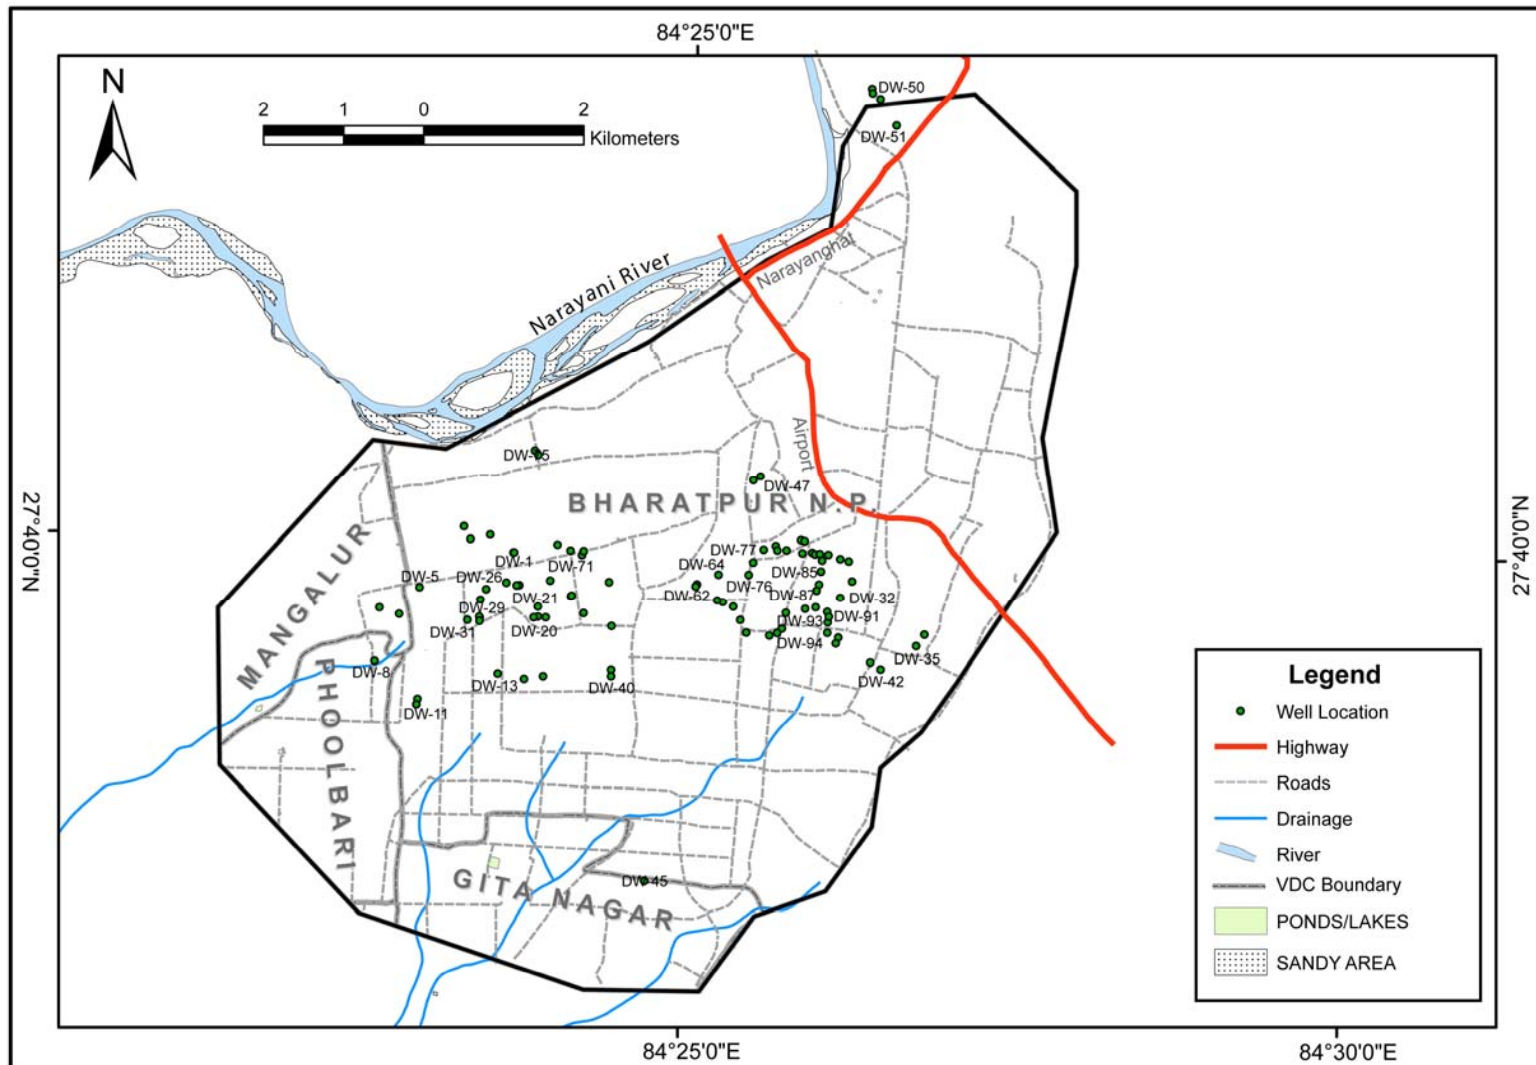 84°25'0"E
N
2 1 0 2
Kilometers
DW-50
DW-51
Narayanghat
Narayani River
Airport
DW-15
DW-47
BHARATPUR N.P.
27°40'0"N
27°40'0"N
MANGALUR
DW-1
DW-71
DW-77
DW-64
DW-5
DW-26
DW-76
DW-85
DW-62
DW-21
DW-87
DW-32
DW-29
DW-31
DW-20
DW-93
DW-91
DW-94
DW-35
DW-8
DW-42
DW-13
DW-40
DW-11
PHOOLBARI
GITA NAGAR
DW-45
Legend
Well Location
Highway
Roads
Drainage
River
VDC Boundary
PONDS/LAKES
SANDY AREA
84°25'0"E
84°30'0"E